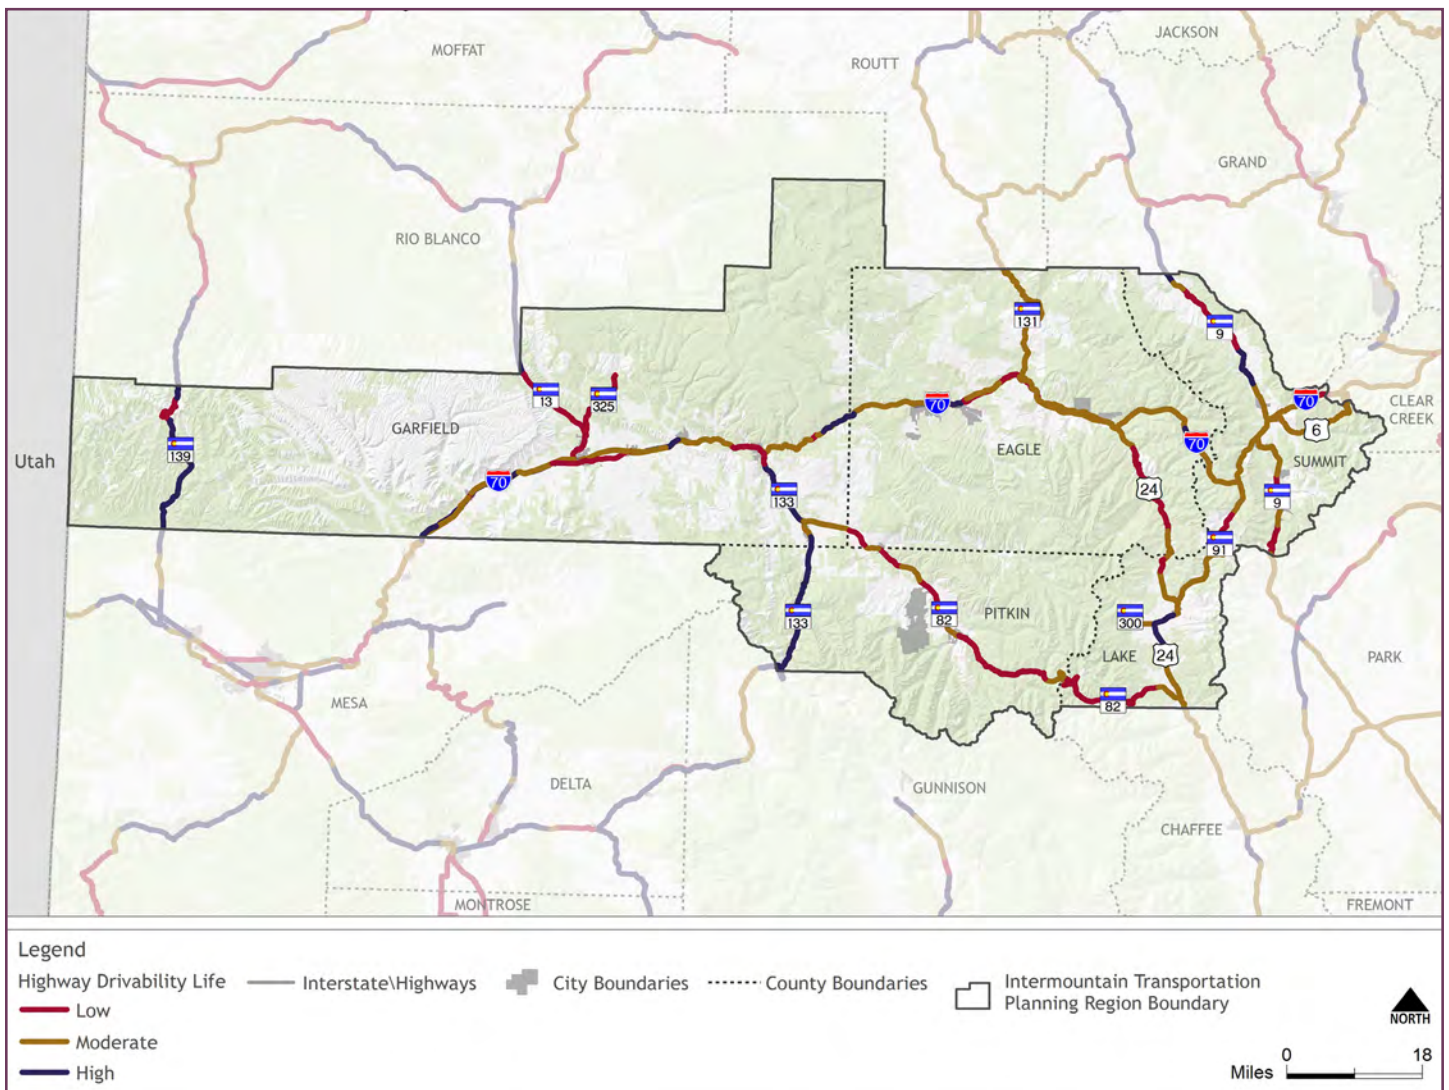 MOFFAT
JACKSON
ROUTT
GRAND
RIO BLANCO
131
9
13
325
70
70
CLEAR
CREEK
6
GARFIELD
139
Utah
EAGLE
70
SUMMIT
70
24
133
9
91
133
82
PITKIN
300
LAKE
24
PARK
82
MESA
DELTA
GUNNISON
CHAFFEE
MONTROSE
FREMONT
Legend
Highway Drivability Life
Low
Moderate
High
Interstate\Highways
City Boundaries
County Boundaries
Intermountain Transportation
Planning Region Boundary
NORTH
0 18
Miles